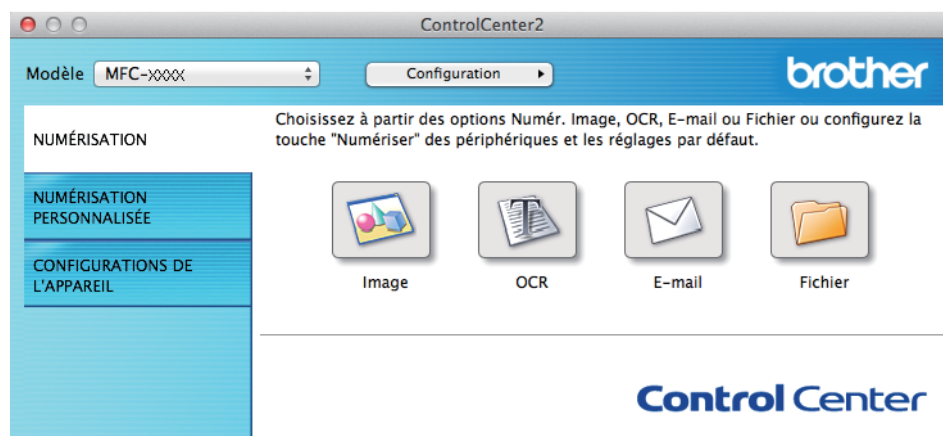 ControlCenter2
Modèle MFC-XXXX Configuration brother
NUMÉRISATION
Choisissez à partir des options Numér. Image, OCR, E-mail ou Fichier ou configurez la
touche "Numériser" des périphériques et les réglages par défaut.
NUMÉRISATION
PERSONNALISÉE
CONFIGURATIONS DE
L'APPAREIL
Image OCR E-mail Fichier
Control Center